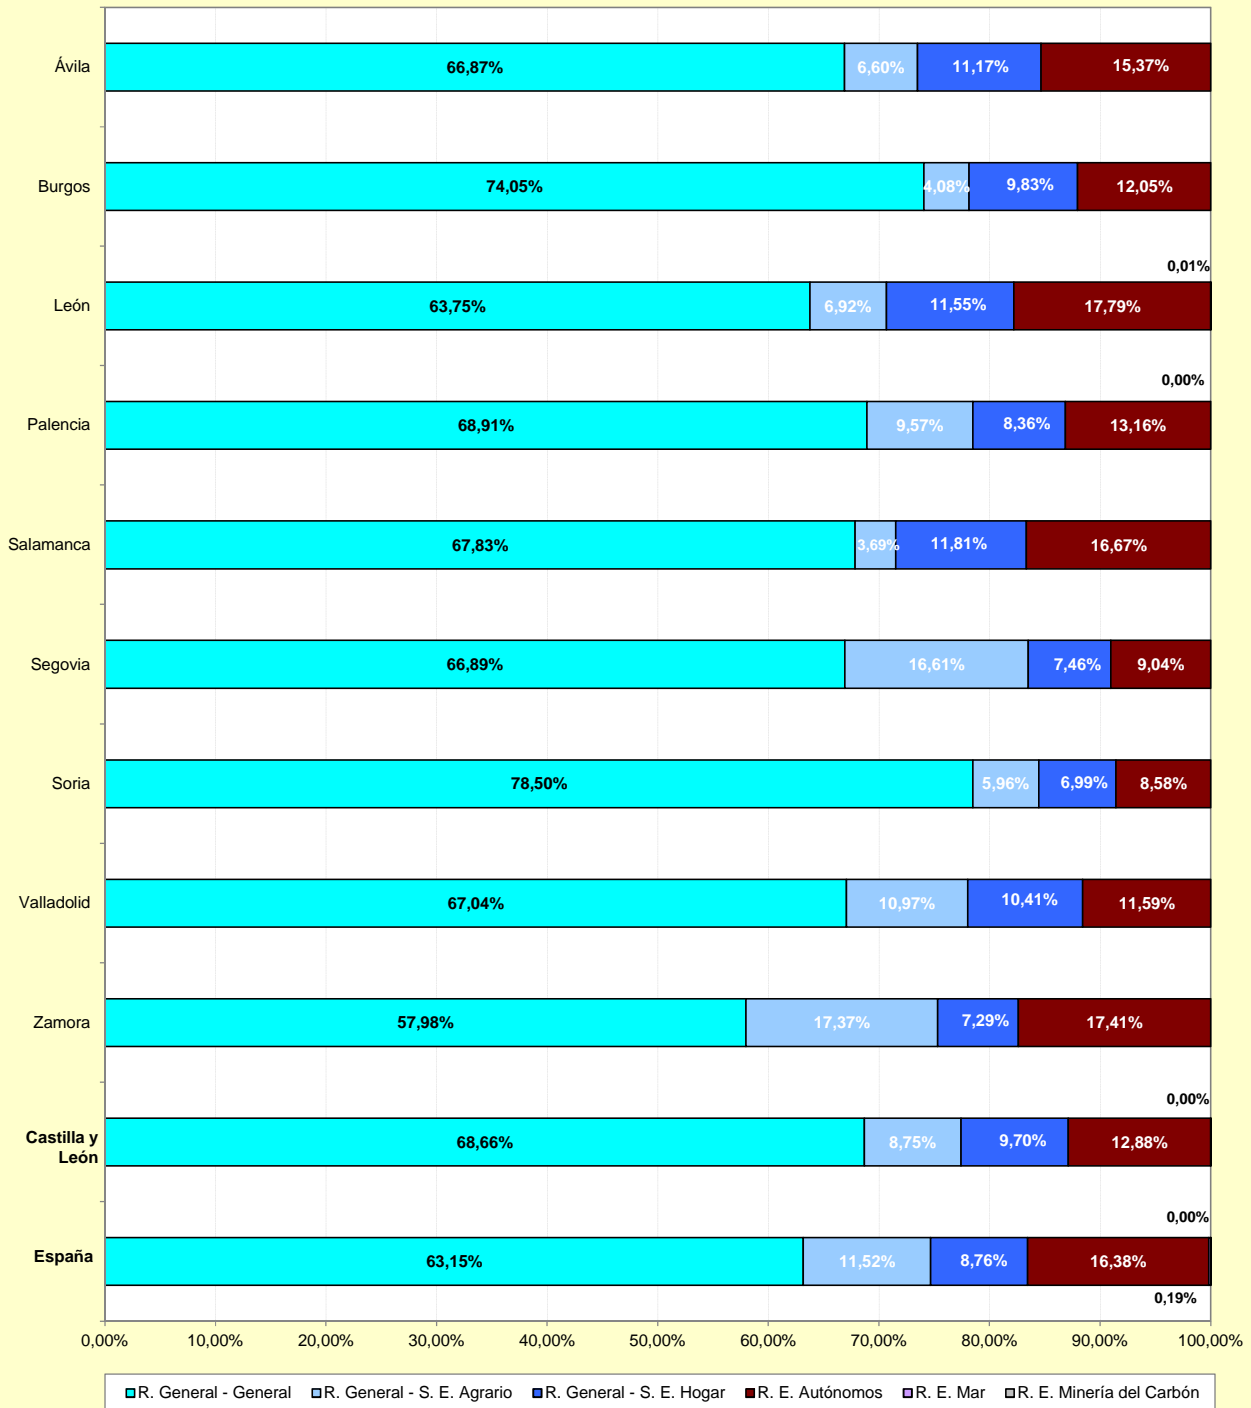 Ávila 66,87% 6,60% 11,17% 15,37%
Burgos 74,05% 4,08% 9,83% 12,05%
0,01%
León 63,75% 6,92% 11,55% 17,79%
0,00%
Palencia 68,91% 9,57% 8,36% 13,16%
Salamanca 67,83% 3,69% 11,81% 16,67%
Segovia 66,89% 16,61% 7,46% 9,04%
Soria 78,50% 5,96% 6,99% 8,58%
Valladolid 67,04% 10,97% 10,41% 11,59%
Zamora 57,98% 17,37% 7,29% 17,41%
0,00%
Castilla y
León 68,66% 8,75% 9,70% 12,88%
0,00%
España 63,15% 11,52% 8,76% 16,38%
0,19%
0,00% 10,00% 20,00% 30,00% 40,00% 50,00% 60,00% 70,00% 80,00% 90,00% 100,00%
R. General - General R. General - S. E. Agrario R. General - S. E. Hogar R. E. Autónomos R. E. Mar R. E. Minería del Carbón